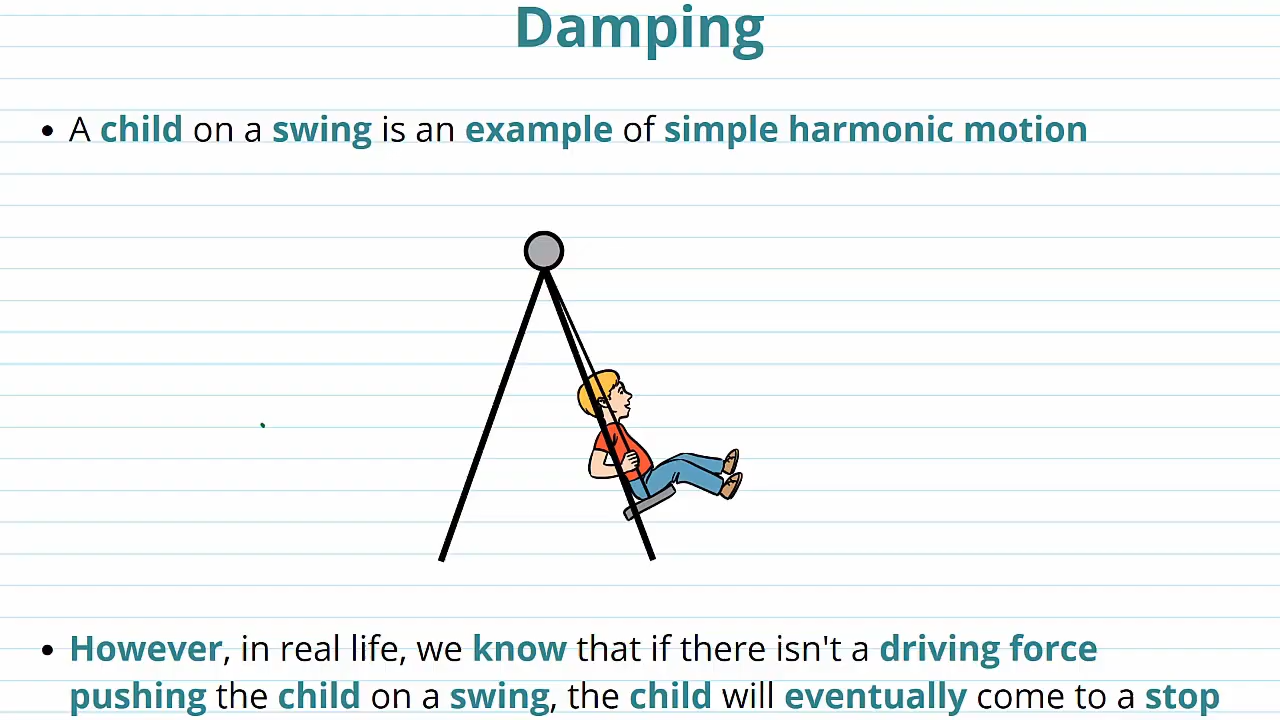 Damping
• A child on a swing is an example of simple harmonic motion
• However, in real life, we know that if there isn't a driving force
pushing the child on a swing, the child will eventually come to a stop